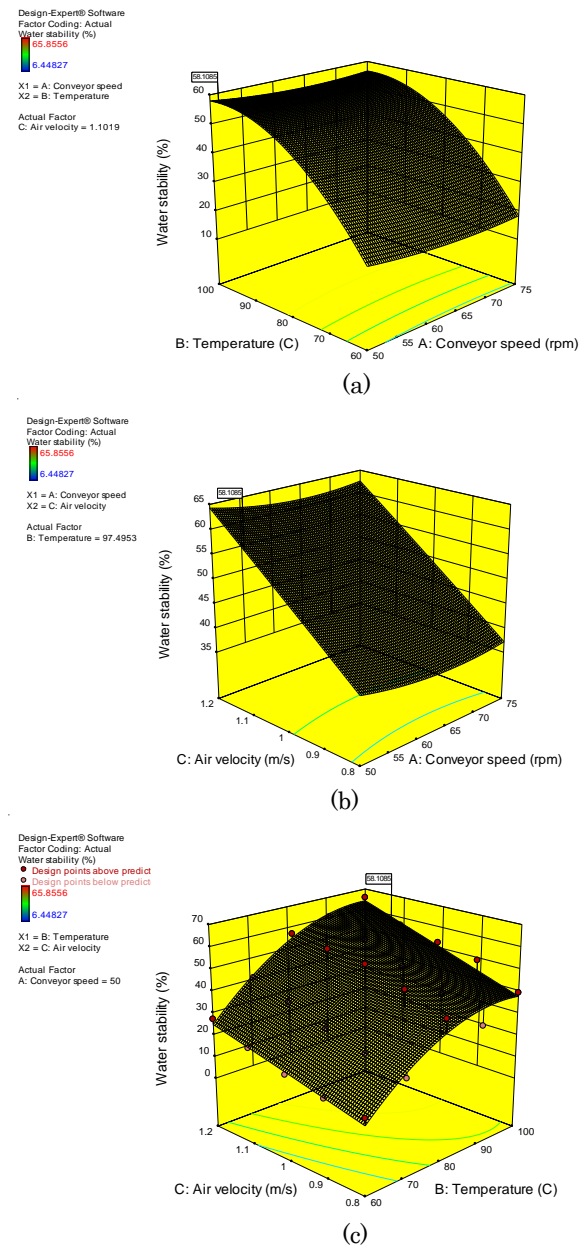 Design-Expert® Software
Factor Coding: Actual
Water stability (%)
65.8556
6.44827
X1 = A: Conveyor speed
X2 = B: Temperature
Actual Factor
C: Air velocity = 1.1019
58.1085
60
50
40
30
20
10
Water stability (%)
100
90
80
70
60
50
55
60
65
70
75
B: Temperature (C)
A: Conveyor speed (rpm)
(a)
Design-Expert® Software
Factor Coding: Actual
Water stability (%)
65.8556
6.44827
X1 = A: Conveyor speed
X2 = C: Air velocity
Actual Factor
B: Temperature = 97.4953
58.1085
65
60
55
50
45
40
35
Water stability (%)
1.2
1.1
1
0.9
0.8
50
55
60
65
70
75
C: Air velocity (m/s)
A: Conveyor speed (rpm)
(b)
Design-Expert® Software
Factor Coding: Actual
Water stability (%)
Design points above predict
Design points below predict
65.8556
6.44827
X1 = B: Temperature
X2 = C: Air velocity
Actual Factor
A: Conveyor speed = 50
58.1085
70
60
50
40
30
20
10
0
Water stability (%)
1.2
1.1
1
0.9
0.8
60
70
80
90
100
C: Air velocity (m/s)
B: Temperature (C)
(c)